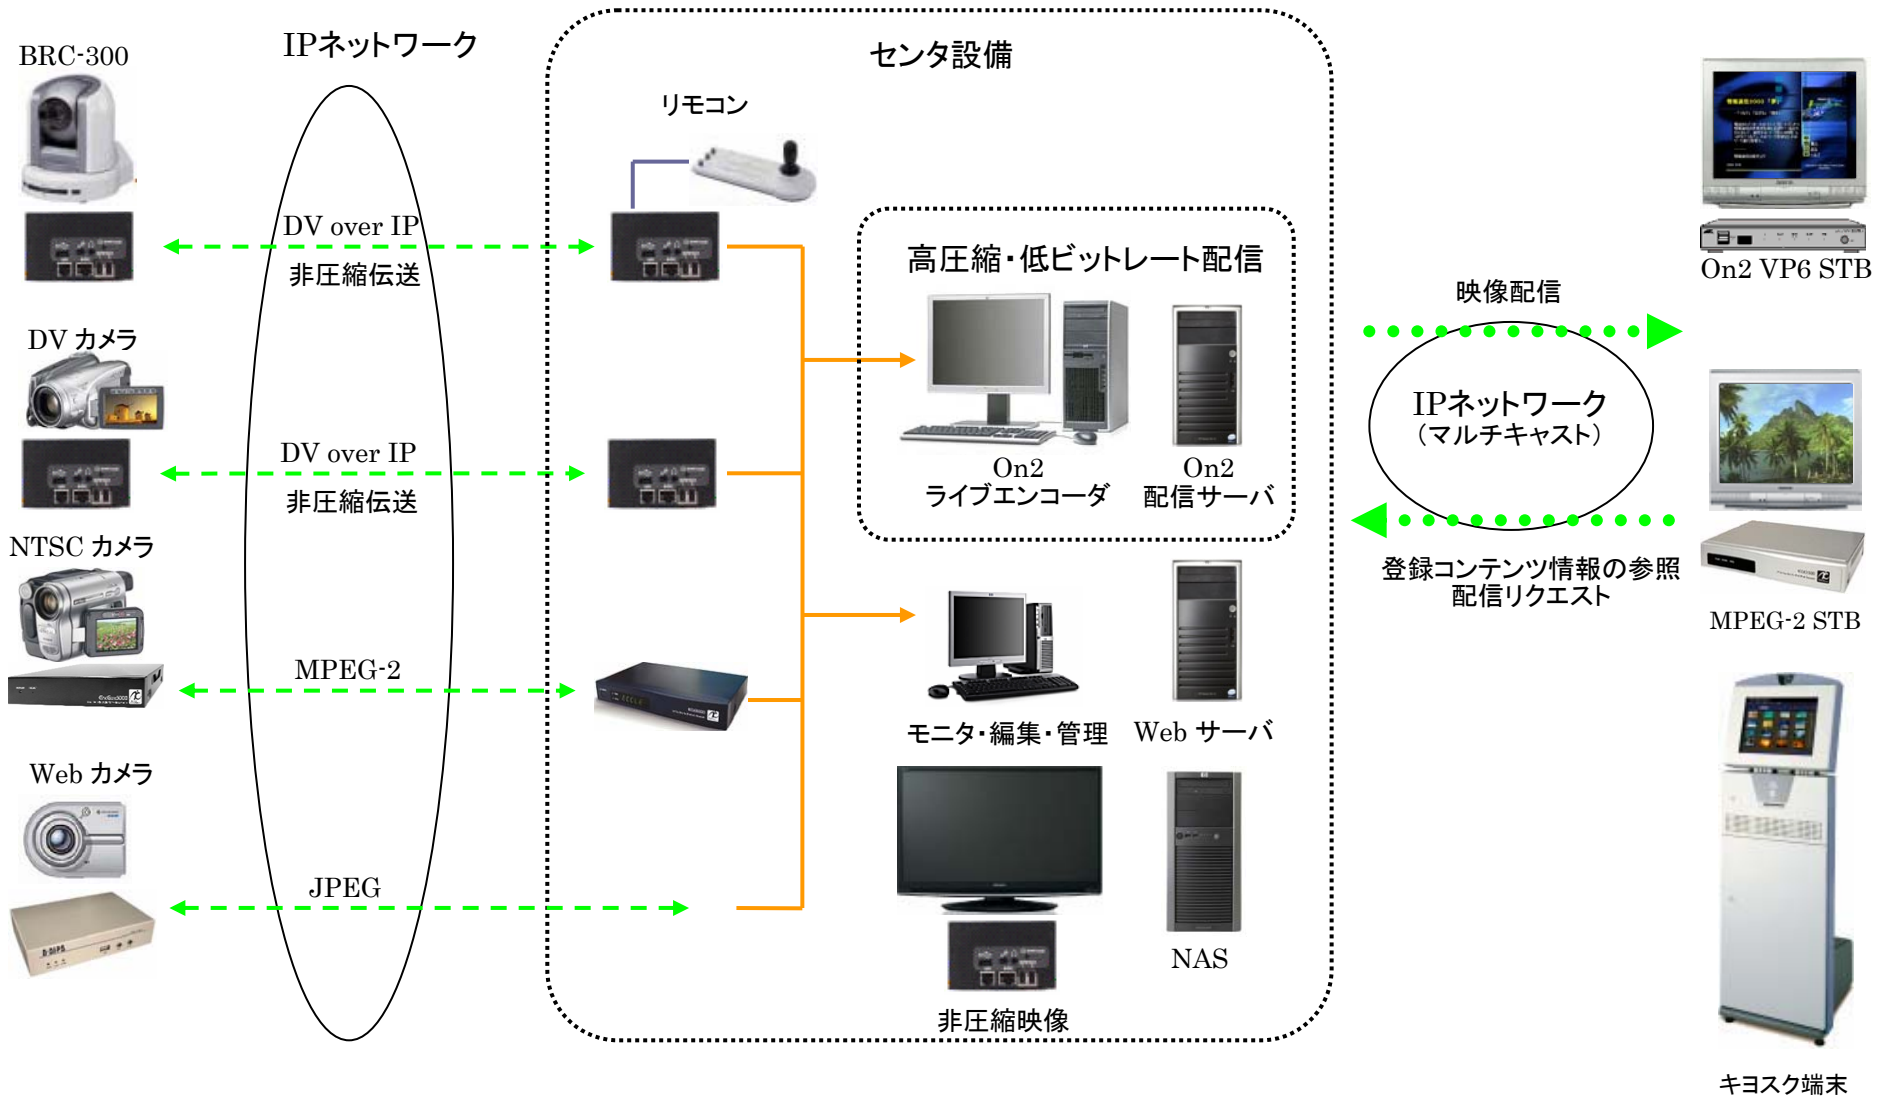 BRC-300
IPネットワーク
センタ設備
リモコン
DV over IP
非圧縮伝送
DV カメラ
DV over IP
非圧縮伝送
NTSC カメラ
MPEG-2
Web カメラ
JPEG
高圧縮・低ビットレート配信
On2
ライブエンコーダ
On2
配信サーバ
モニタ・編集・管理
Web サーバ
NAS
非圧縮映像
映像配信
IPネットワーク
（マルチキャスト）
登録コンテンツ情報の参照
配信リクエスト
On2 VP6 STB
MPEG-2 STB
キヨスク端末